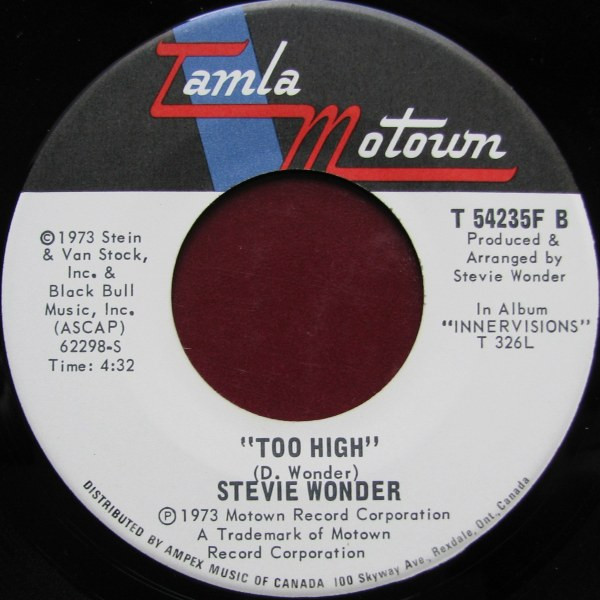 Tamla
Motown
© 1973 Stein
& Van Stock,
Inc. &
Black Bull
Music, Inc.
(ASCAP)
62298-S
Time: 4:32
T 54235F B
Produced &
Arranged by
Stevie Wonder
In Album
"INNERVISIONS"
T 326L
"TOO HIGH"
(D. Wonder)
STEVIE WONDER
℗ 1973 Motown Record Corporation
A Trademark of Motown
Record Corporation
DISTRIBUTED BY AMPEX MUSIC OF CANADA 100 Skyway Ave., Rexdale, Ont., Canada